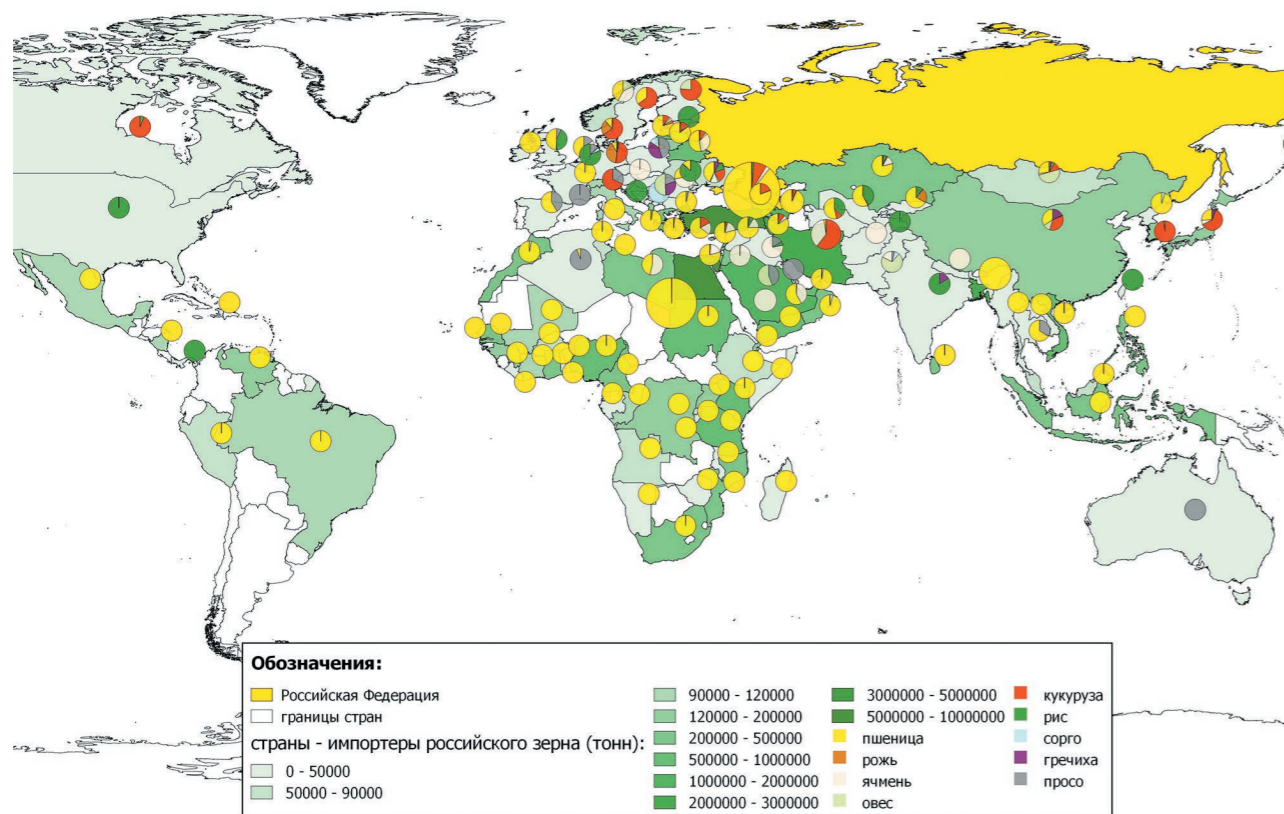 Обозначения:
Российская Федерация
границы стран
страны - импортеры российского зерна (тонн):
0 - 50000
50000 - 90000
90000 - 120000
120000 - 200000
200000 - 500000
500000 - 1000000
1000000 - 2000000
2000000 - 3000000
3000000 - 5000000
5000000 - 10000000
пшеница
рожь
ячмень
овес
кукуруза
рис
сорго
гречиха
просо